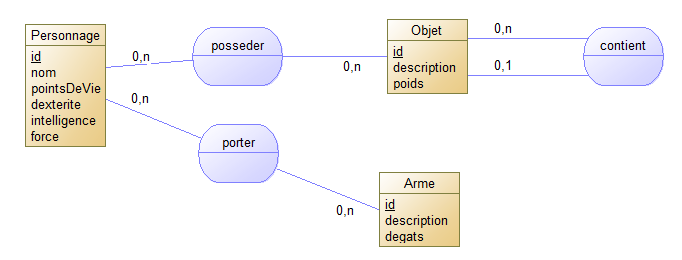 Personnage
id
nom
pointsDeVie
dexterite
intelligence
force
0,n
posseder
0,n
Objet
id
description
poids
0,n
0,1
contient
0,n
porter
0,n
Arme
id
description
degats